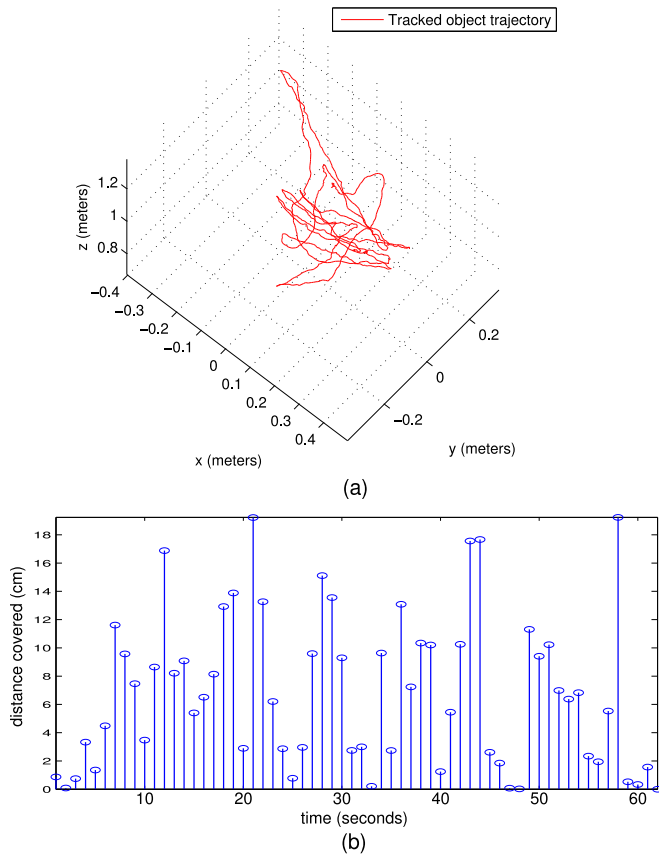 Tracked object trajectory
1.2
1
0.8
z (meters)
−0.4
−0.3
−0.2
−0.1
0
0.1
0.2
0.3
0.4
x (meters)
0.2
0
−0.2
y (meters)
(a)
18
16
14
12
10
8
6
4
2
0
distance covered (cm)
10 20 30 40 50 60
time (seconds)
(b)